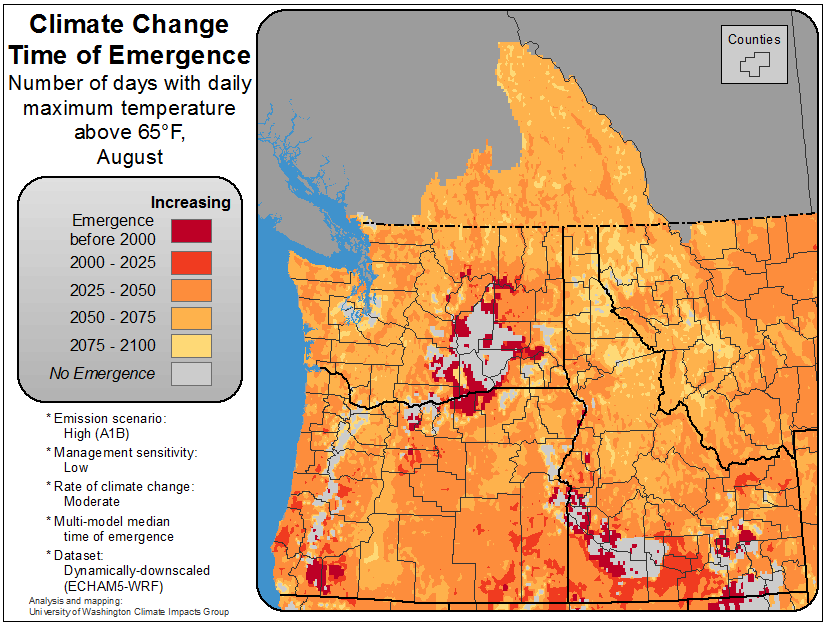 Climate Change
Time of Emergence
Number of days with daily
maximum temperature
above 65°F,
August
Increasing
Emergence
before 2000
2000 - 2025
2025 - 2050
2050 - 2075
2075 - 2100
No Emergence
* Emission scenario:
High (A1B)
* Management sensitivity:
Low
* Rate of climate change:
Moderate
* Multi-model median
time of emergence
* Dataset:
Dynamically-downscaled
(ECHAM5-WRF)
Analysis and mapping:
University of Washington Climate Impacts Group
Counties